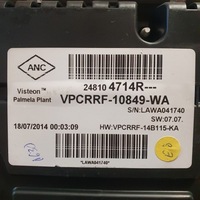 ANC
Visteon™
Palmela Plant
24810 4714R---
VPCRRF-10849-WA
S/N:LAWA041740
SW:07.07.
18/07/2014 00:03:09
HW:VPCRRF-14B115-KA
*LAWA041740*